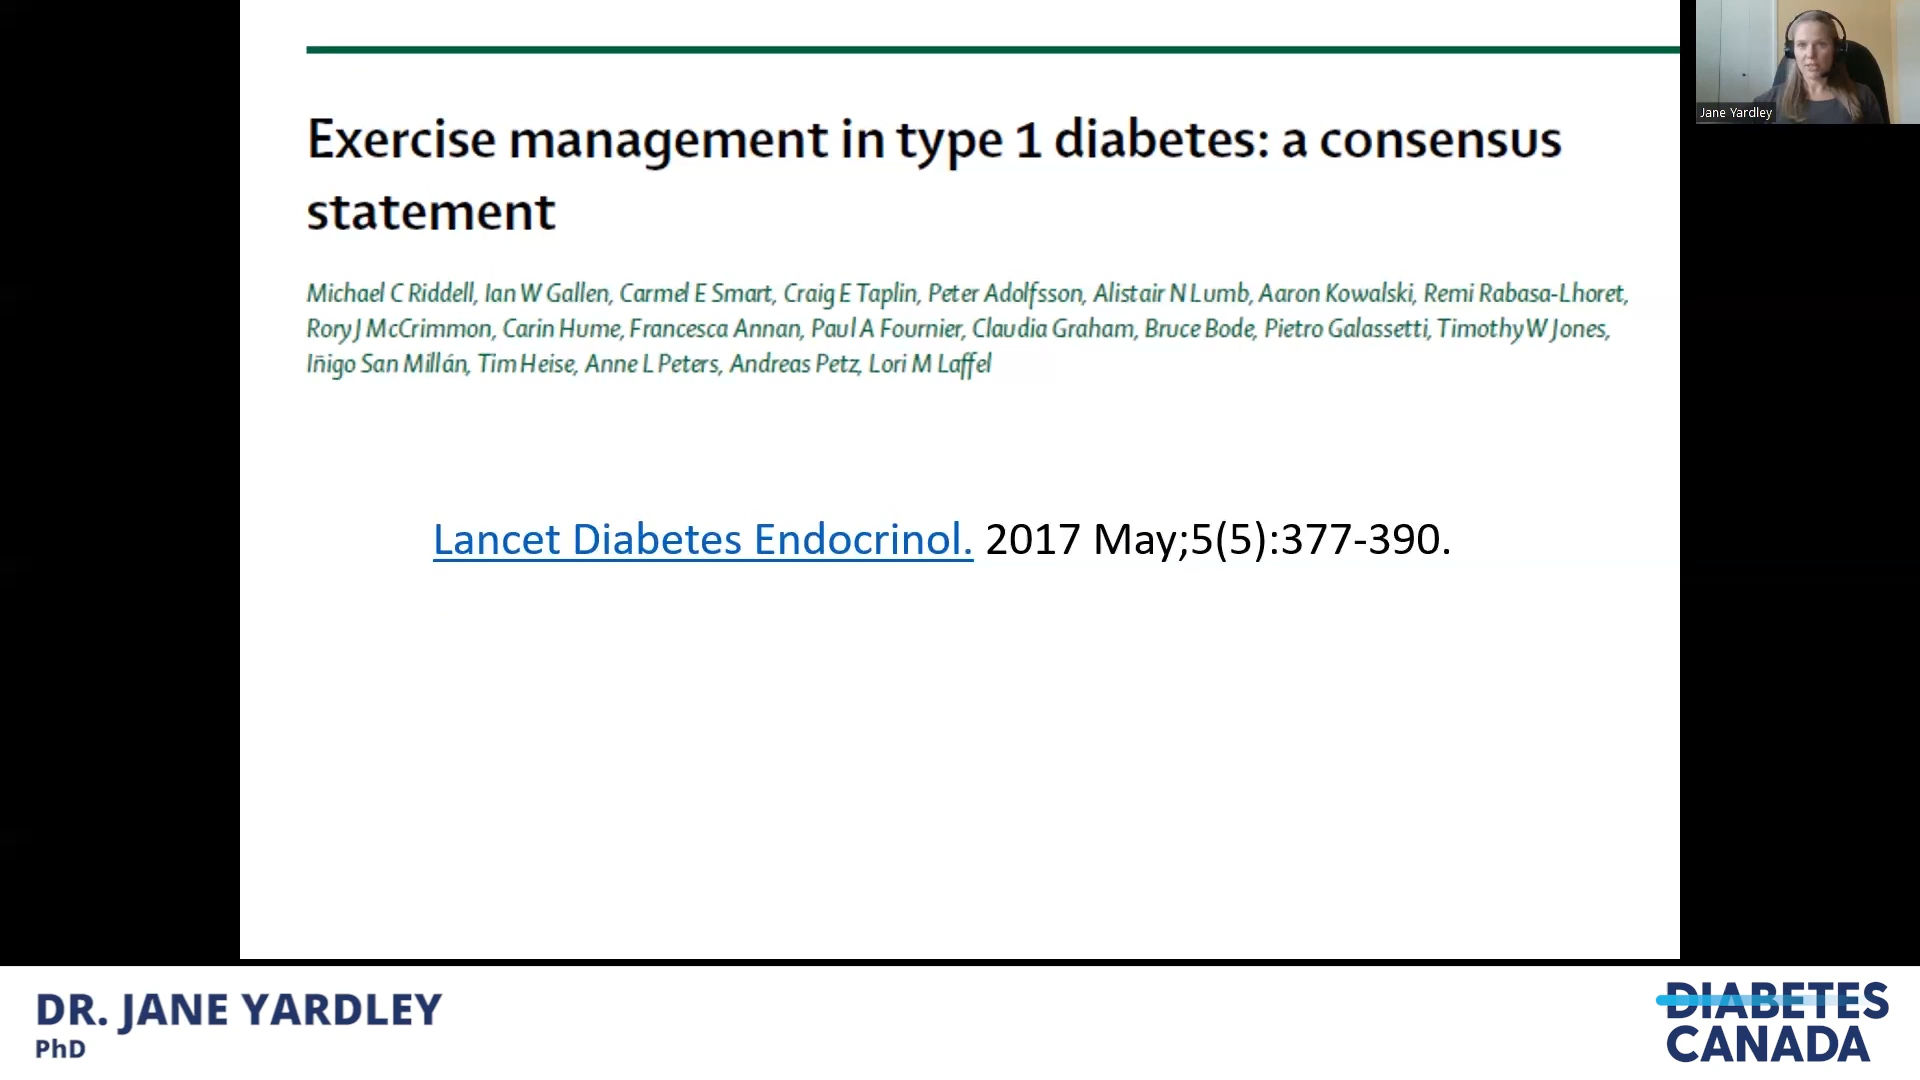 Exercise management in type 1 diabetes: a consensus
statement
Michael C Riddell, Ian W Gallen, Carmel E Smart, Craig E Taplin, Peter Adolfsson, Alistair N Lumb, Aaron Kowalski, Remi Rabasa-Lhoret,
Rory J McCrimmon, Carin Hume, Francesca Annan, Paul A Fournier, Claudia Graham, Bruce Bode, Pietro Galassetti, Timothy W Jones,
Iñigo San Millán, Tim Heise, Anne L Peters, Andreas Petz, Lori M Laffel
Lancet Diabetes Endocrinol. 2017 May;5(5):377-390.
Jane Yardley
DR. JANE YARDLEY
PhD
DIABETES
CANADA